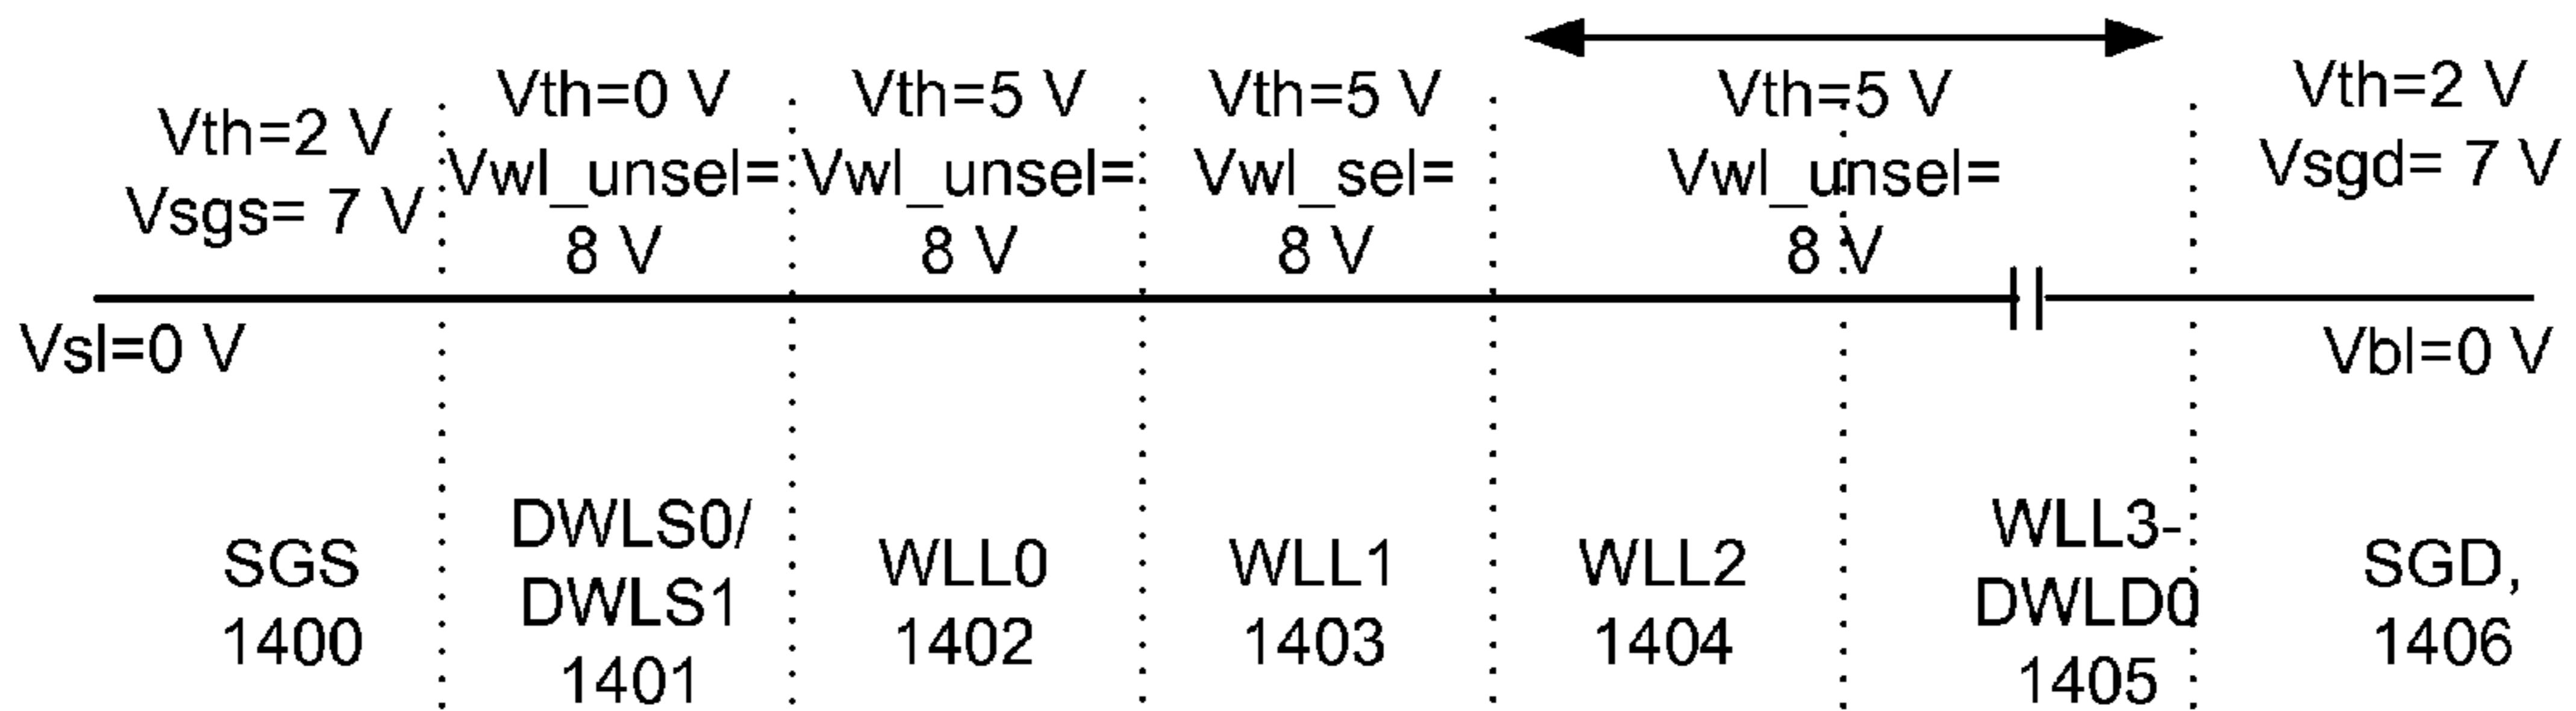 Vth=2 V
Vsgs= 7 V
Vth=0 V
Vwl_unsel=
8 V
Vth=5 V
Vwl_unsel=
8 V
Vth=5 V
Vwl_sel=
8 V
Vth=5 V
Vwl_unsel=
8 V
Vth=2 V
Vsgd= 7 V
Vsl=0 V
Vbl=0 V
SGS
1400
DWLS0/
DWLS1
1401
WLL0
1402
WLL1
1403
WLL2
1404
WLL3-
DWLD0
1405
SGD,
1406